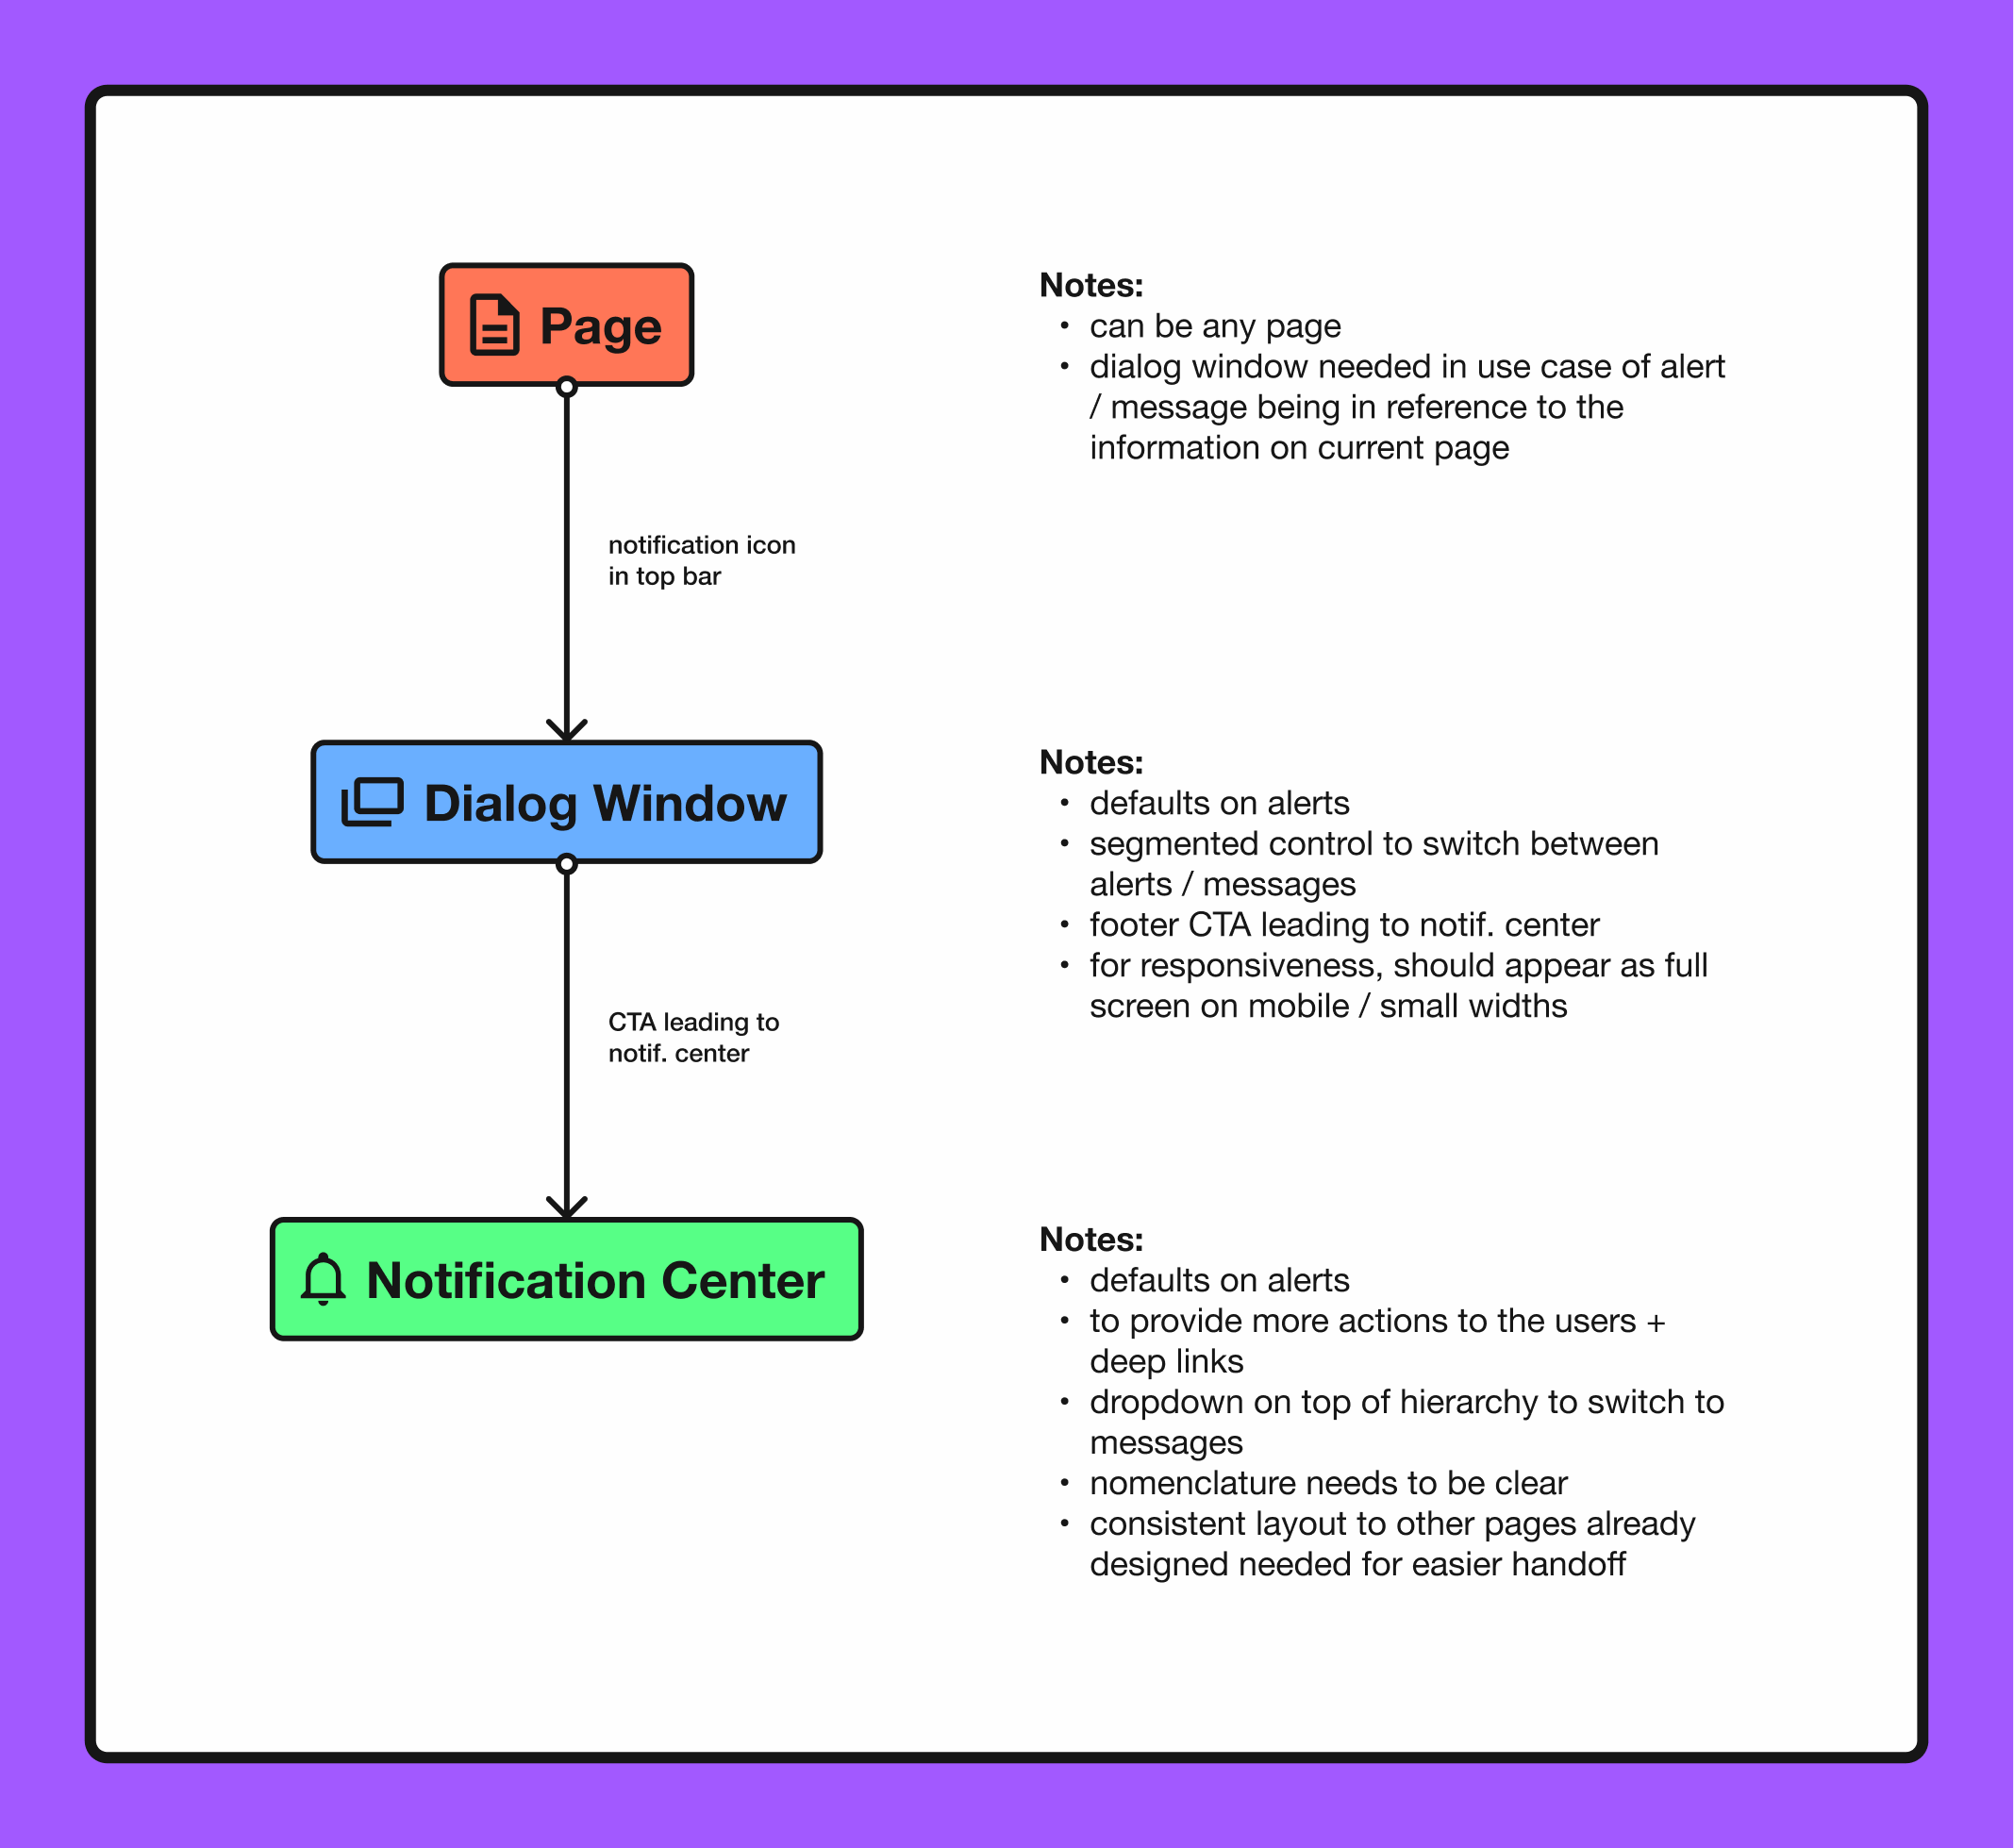 Page
Notes:
• can be any page
• dialog window needed in use case of alert
/ message being in reference to the
information on current page
notification icon
in top bar
Dialog Window
Notes:
• defaults on alerts
• segmented control to switch between
alerts / messages
• footer CTA leading to notif. center
• for responsiveness, should appear as full
screen on mobile / small widths
CTA leading to
notif. center
Notification Center
Notes:
• defaults on alerts
• to provide more actions to the users +
deep links
• dropdown on top of hierarchy to switch to
messages
• nomenclature needs to be clear
• consistent layout to other pages already
designed needed for easier handoff